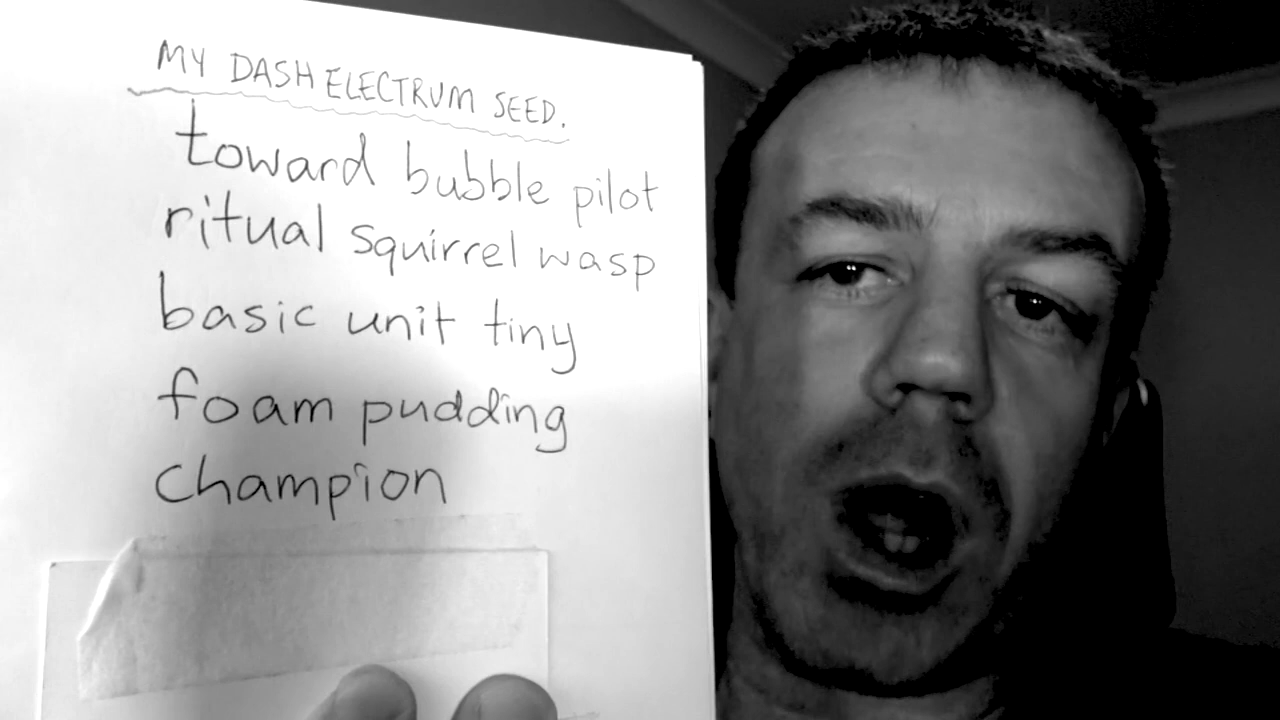 MY DASH ELECTRUM SEED.
toward bubble pilot
ritual squirrel wasp
basic unit tiny
foam pudding
champion